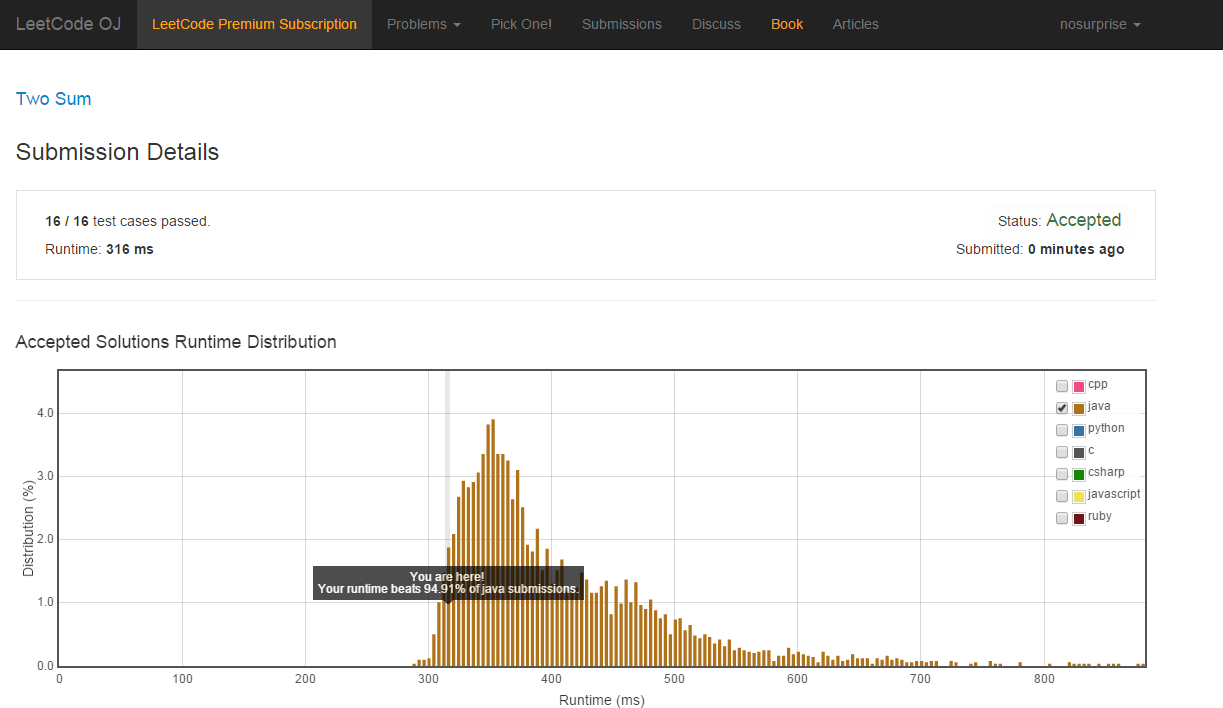 LeetCode OJ LeetCode Premium Subscription Problems Pick One! Submissions Discuss Book Articles nosurprise
Two Sum
Submission Details
16 / 16 test cases passed. Status: Accepted
Runtime: 316 ms Submitted: 0 minutes ago
Accepted Solutions Runtime Distribution
cpp
java
python
c
csharp
javascript
ruby
4.0
3.0
2.0
1.0
0.0
Distribution (%)
You are here!
Your runtime beats 94.91% of java submissions.
0 100 200 300 400 500 600 700 800
Runtime (ms)